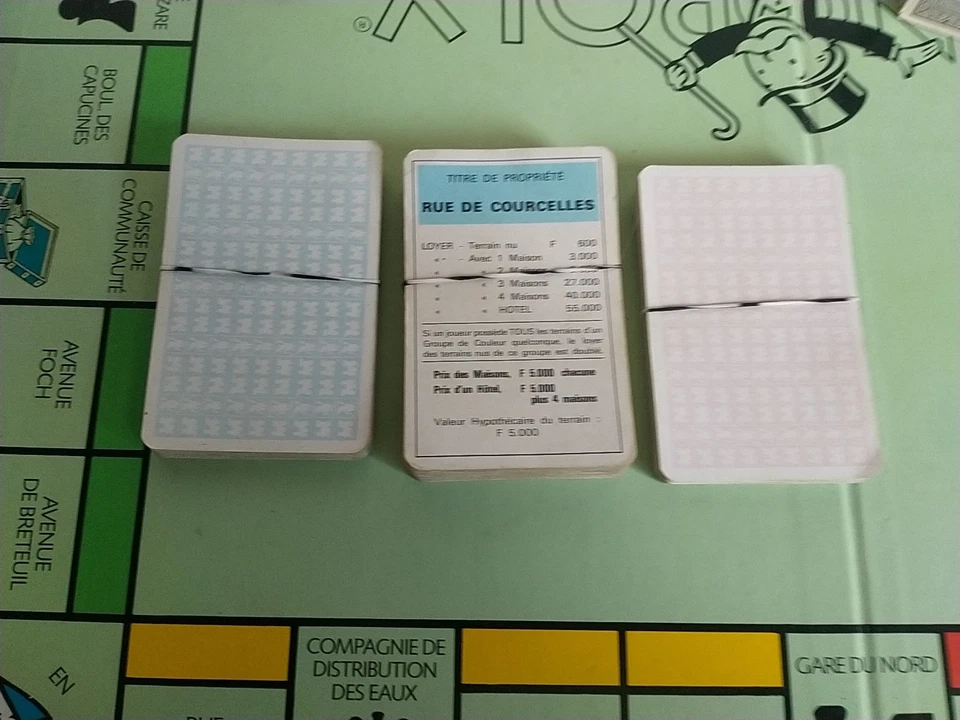 ZARE
®
BOUL. DES
CAPUCINES
CAISSE DE
COMMUNAUTÉ
AVENUE
FOCH
AVENUE
DE BRETEUIL
EN
TITRE DE PROPRIÉTÉ
RUE DE COURCELLES
LOYER - Terrain nu F 600
«- - Avec 1 Maison 3.000
« « 2
« « 3 Maisons 27.000
« « 4 Maisons 40.000
« « HOTEL 55.000
Si un joueur possède TOUS les terrains d'un
Groupe de Couleur quelconque, le loyer
des terrains nus de ce groupe est doublé.
Prix des Maisons, F 5.000 chacune
Prix d'un Hôtel, F 5.000
plus 4 maisons
Valeur Hypothécaire du terrain :
F 5.000
COMPAGNIE DE
DISTRIBUTION
DES EAUX
GARE DU NORD
RUE